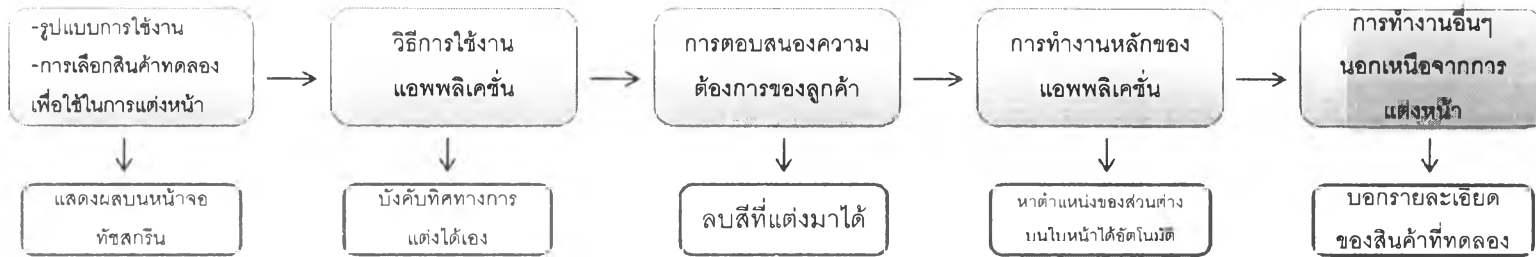 -รูปแบบการใช้งาน
-การเลือกสินค้าทดลอง
เพื่อใช้ในการแต่งหน้า
วิธีการใช้งาน
แอพพลิเคชั่น
การตอบสนองความ
ต้องการของลูกค้า
การทำงานหลักของ
แอพพลิเคชั่น
การทำงานอื่นๆ
นอกเหนือจากการ
แต่งหน้า
แสดงผลบนหน้าจอ
ทัชสกรีน
บังคับทิศทางการ
แต่งได้เอง
ลบสีที่แต่งมาได้
หาตำแหน่งของส่วนต่าง
บนใบหน้าได้อัตโนมัติ
บอกรายละเอียด
ของสินค้าที่ทดลอง